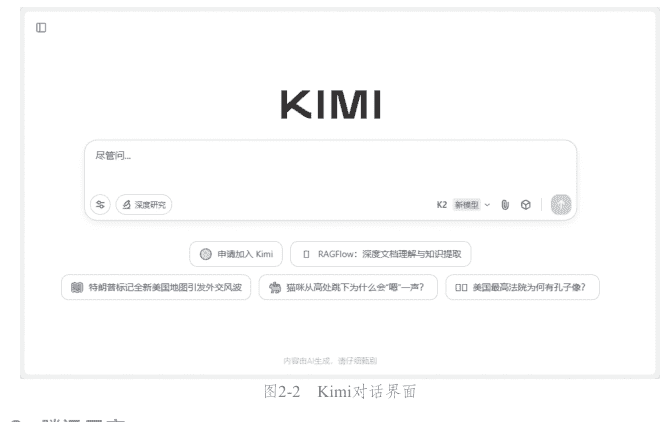 KIMI
尽管问...
深度研究
K2 新模型
申请加入 Kimi
RAGFlow：深度文档理解与知识提取
特朗普标记全新美国地图引发外交风波
猫咪从高处跳下为什么会“嗯”一声？
美国最高法院为何有孔子像？
内容由AI生成，请仔细甄别
图2-2 Kimi对话界面